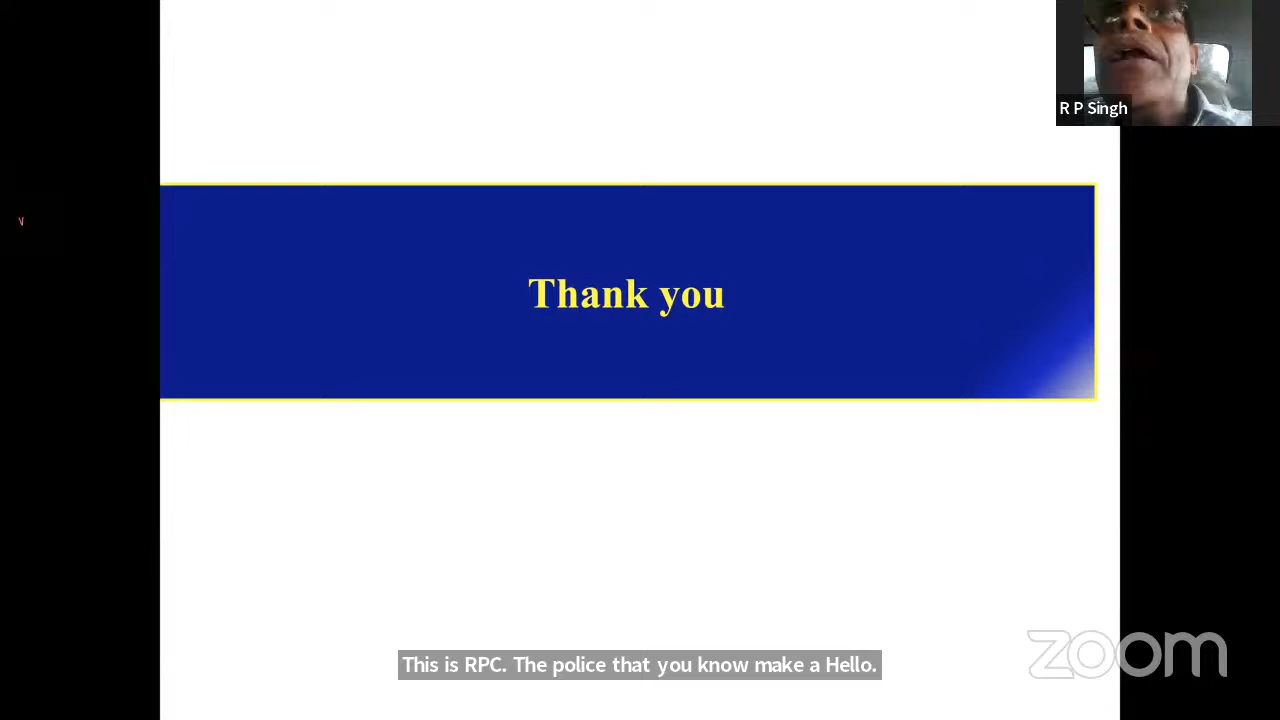 R P Singh
Thank you
This is RPC. The police that you know make a Hello.
zoom